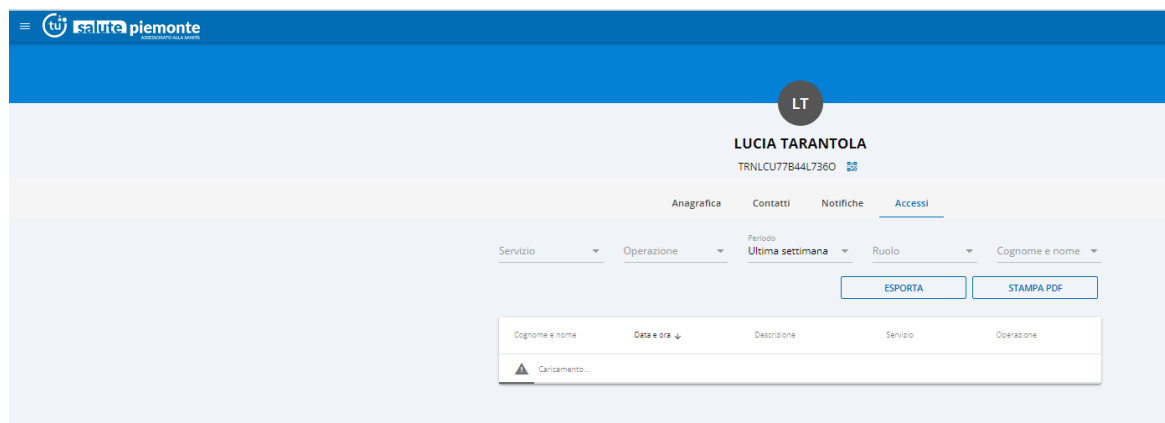 tu salute piemonte
ASSESSORATO ALLA SANITÀ
LT
LUCIA TARANTOLA
TRNLCU77B44L736O
Anagrafica Contatti Notifiche Accessi
Periodo
Servizio Operazione Ultima settimana Ruolo Cognome e nome
ESPORTA STAMPA PDF
Cognome e nome Data e ora Descrizione Servizio Operazione
Caricamento...